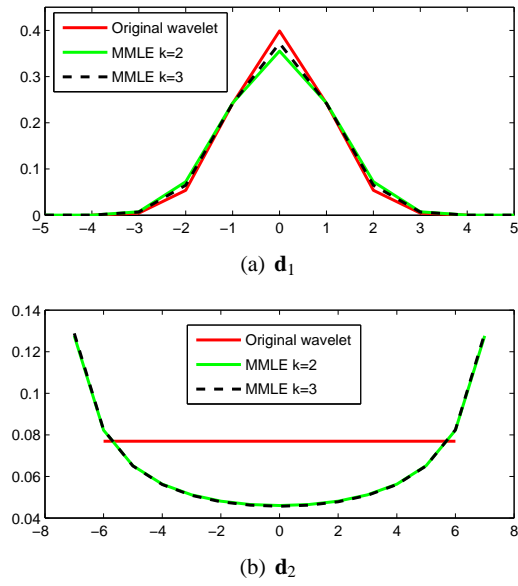 0.4
0.3
0.2
0.1
0
Original wavelet
MMLE k=2
MMLE k=3
−5 −4 −3 −2 −1 0 1 2 3 4 5
(a) d1
0.14
0.12
0.1
0.08
0.06
0.04
Original wavelet
MMLE k=2
MMLE k=3
−8 −6 −4 −2 0 2 4 6 8
(b) d2